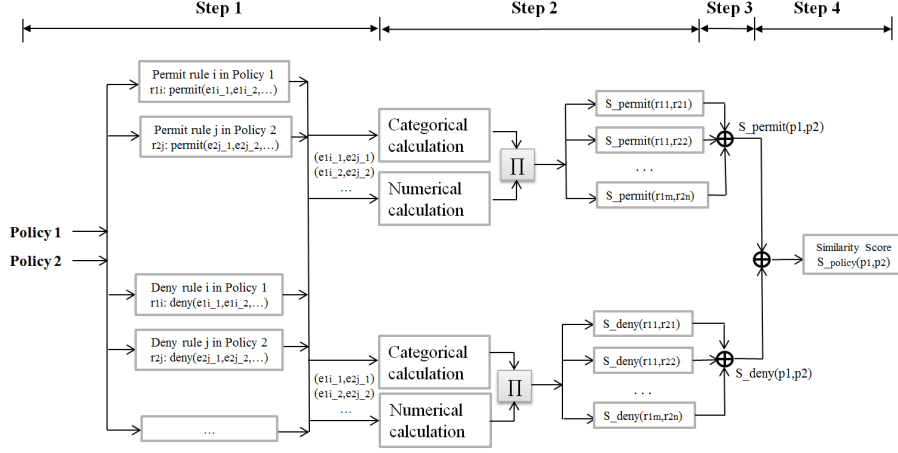 Step 1
Step 2
Step 3
Step 4
Permit rule i in Policy 1
r1i: permit(e1i_1,e1i_2,…)
Permit rule j in Policy 2
r2j: permit(e2j_1,e2j_2,…)
(e1i_1,e2j_1)
(e1i_2,e2j_2)
…
Categorical
calculation
Numerical
calculation
∏
S_permit(r11,r21)
S_permit(r11,r22)
...
S_permit(r1m,r2n)
S_permit(p1,p2)
Policy 1
Policy 2
Similarity Score
S_policy(p1,p2)
Deny rule i in Policy 1
r1i: deny(e1i_1,e1i_2,…)
Deny rule j in Policy 2
r2j: deny(e2j_1,e2j_2,…)
…
(e1i_1,e2j_1)
(e1i_2,e2j_2)
…
Categorical
calculation
Numerical
calculation
∏
S_deny(r11,r21)
S_deny(r11,r22)
...
S_deny(r1m,r2n)
S_deny(p1,p2)